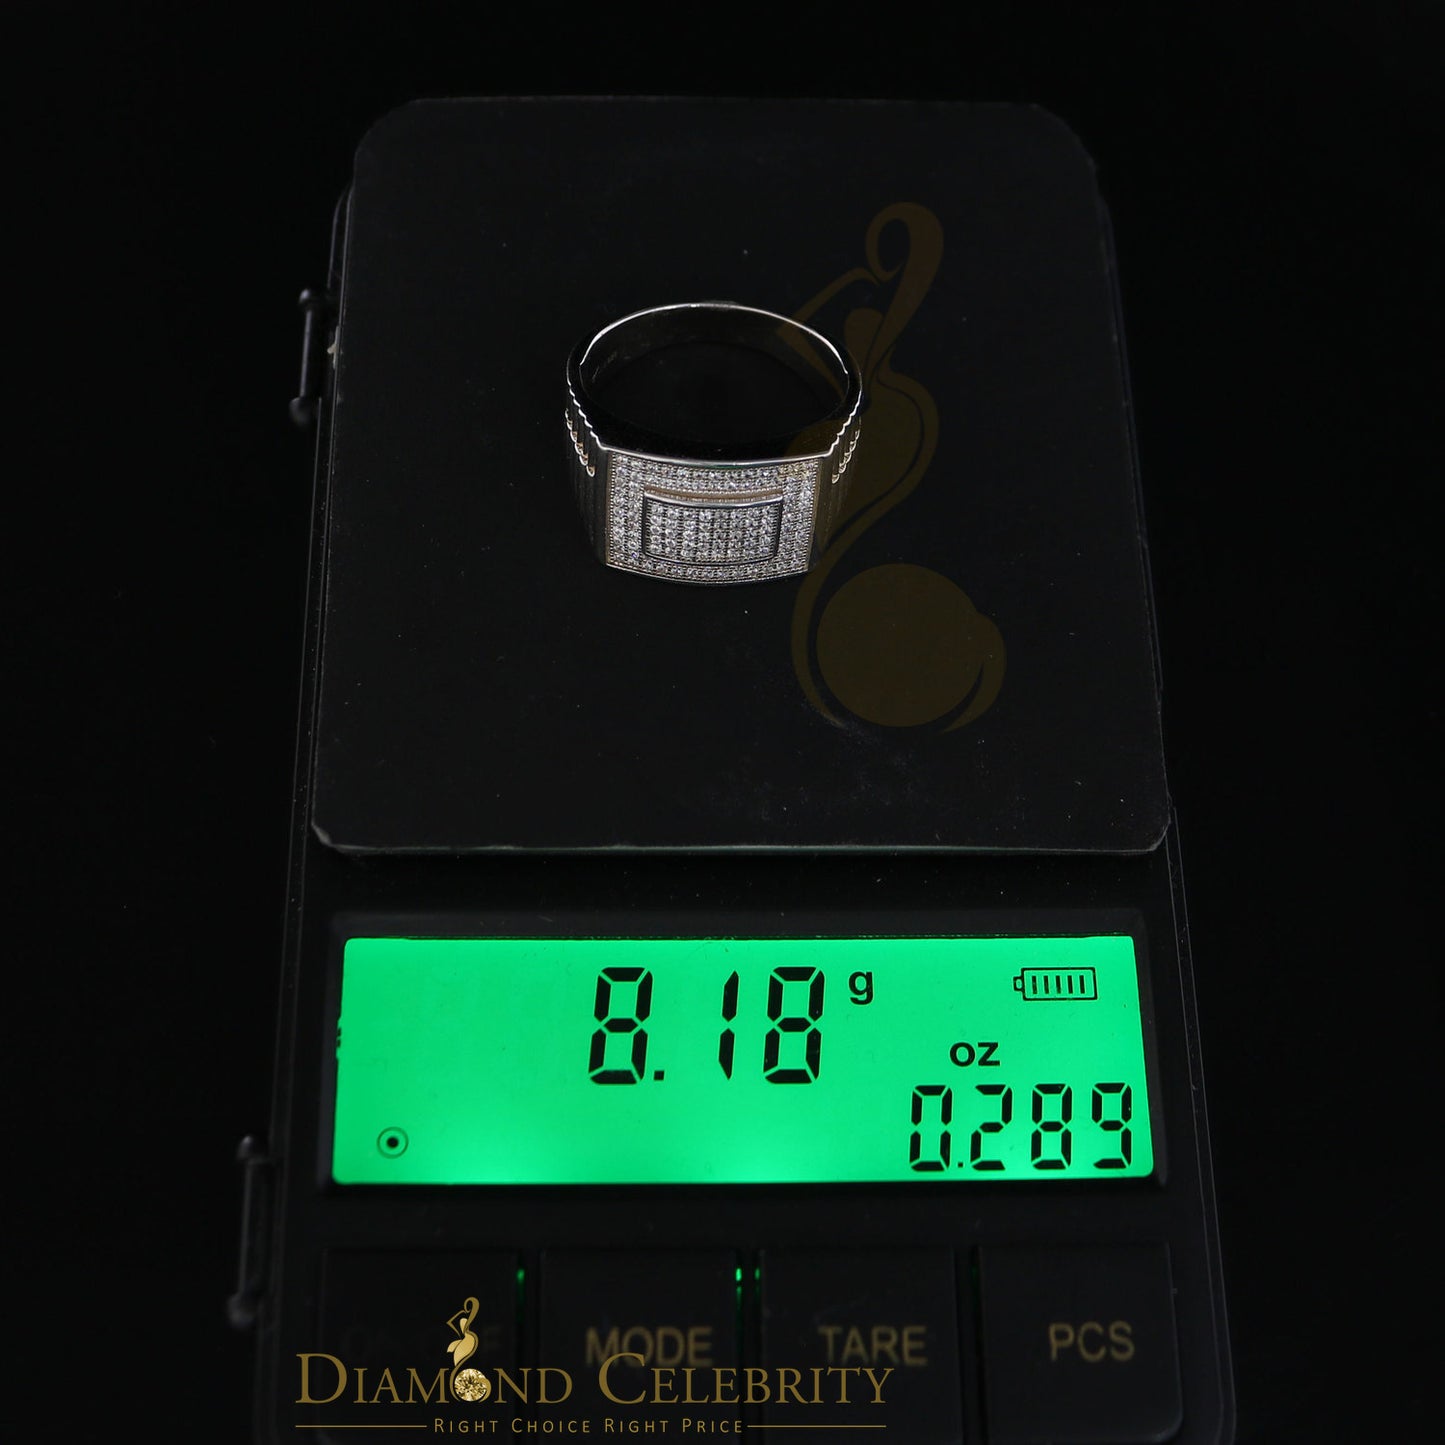 8.18 g
oz
0.289
MODE TARE PCS
DIAMOND CELEBRITY
RIGHT CHOICE RIGHT PRICE